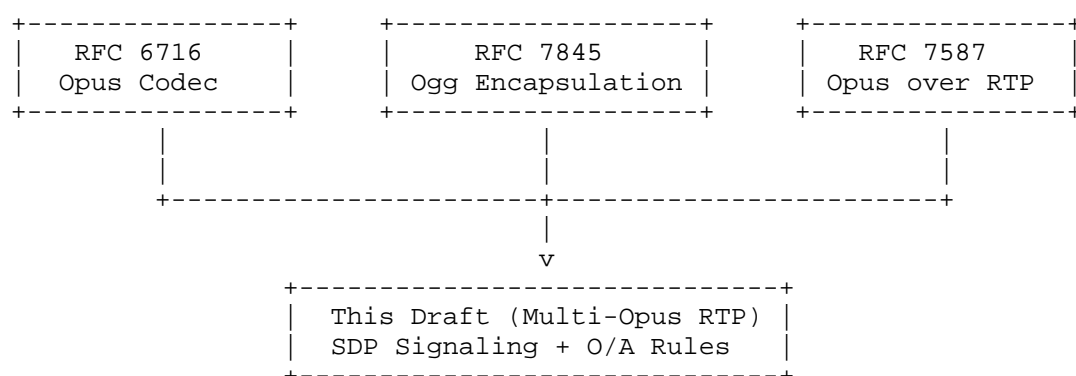 RFC 6716
Opus Codec
RFC 7845
Ogg Encapsulation
RFC 7587
Opus over RTP
v
This Draft (Multi-Opus RTP)
SDP Signaling + O/A Rules